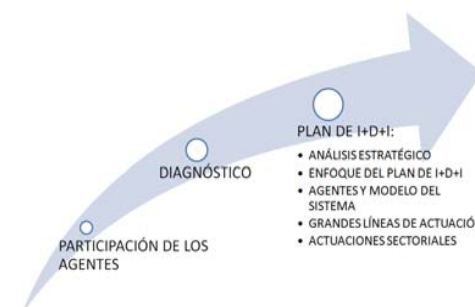 PLAN DE I+D+I:
• ANÁLISIS ESTRATÉGICO
• ENFOQUE DEL PLAN DE I+D+I
• AGENTES Y MODELO DEL
SISTEMA
• GRANDES LÍNEAS DE ACTUACIÓ
• ACTUACIONES SECTORIALES
DIAGNÓSTICO
PARTICIPACIÓN DE LOS
AGENTES